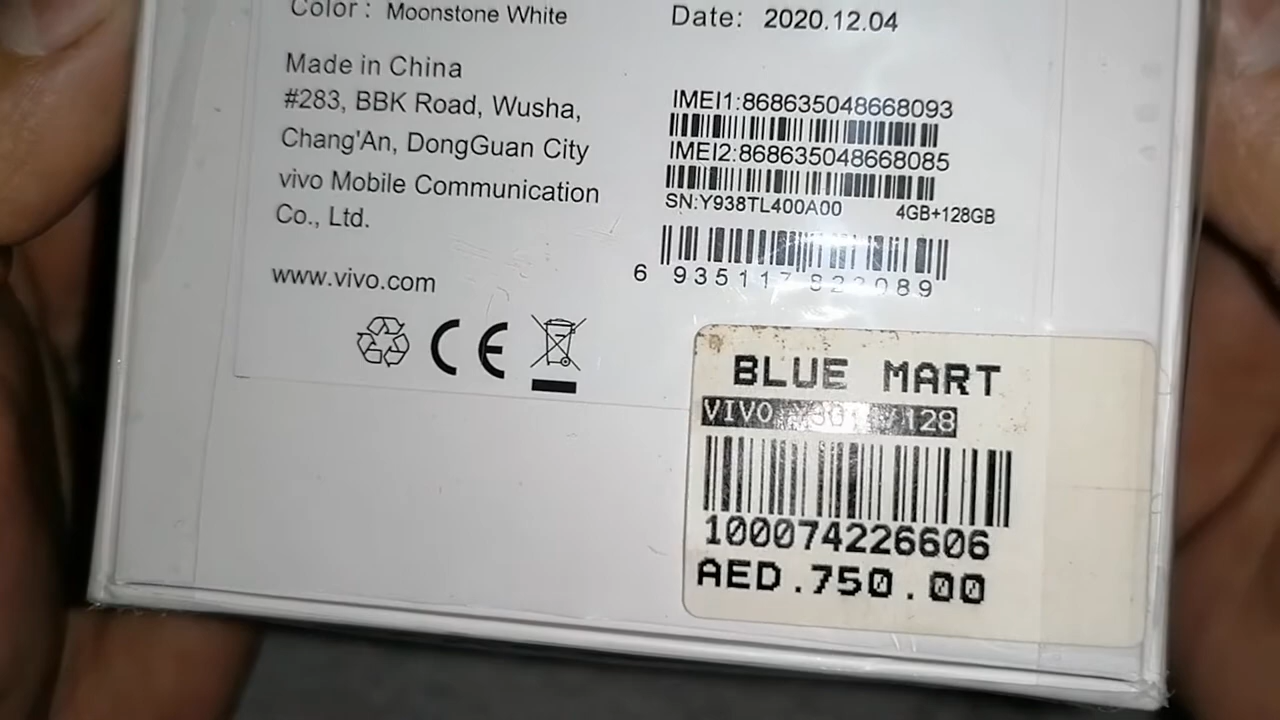 Color: Moonstone White
Date: 2020.12.04
Made in China
#283, BBK Road, Wusha,
Chang'An, DongGuan City
vivo Mobile Communication
Co., Ltd.
www.vivo.com
IMEI1:868635048668093
IMEI2:868635048668085
SN:Y938TL400A00 4GB+128GB
6 935117 822089
CE
BLUE MART
VIVO 128
100074226606
AED.750.00